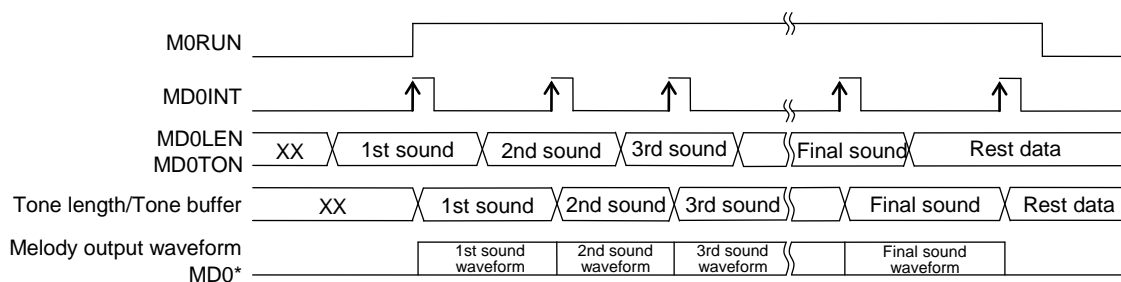 M0RUN
MD0INT
MD0LEN
MD0TON
XX 1st sound 2nd sound 3rd sound Final sound Rest data
Tone length/Tone buffer XX 1st sound 2nd sound 3rd sound Final sound Rest data
Melody output waveform
MD0*
1st sound waveform 2nd sound waveform 3rd sound waveform Final sound waveform